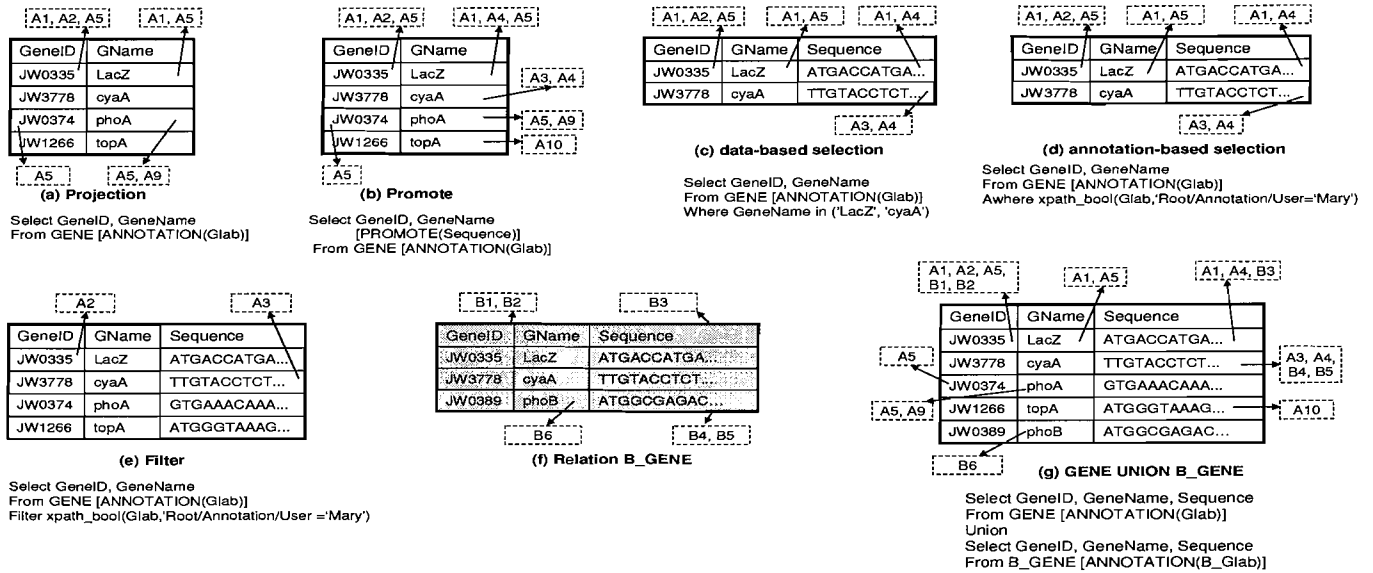 A1, A2, A5
A1, A5
GeneID GName
JW0335 LacZ
JW3778 cyaA
JW0374 phoA
JW1266 topA
A5
A5, A9
(a) Projection
Select GeneID, GeneName
From GENE [ANNOTATION(Glab)]
A1, A2, A5
A1, A4, A5
GeneID GName
JW0335 LacZ
JW3778 cyaA
JW0374 phoA
JW1266 topA
A3, A4
A5, A9
A10
A5
(b) Promote
Select GeneID, GeneName
[PROMOTE(Sequence)]
From GENE [ANNOTATION(Glab)]
A1, A2, A5
A1, A5
A1, A4
GeneID GName Sequence
JW0335 LacZ ATGACCATGA...
JW3778 cyaA TTGTACCTCT...
A3, A4
(c) data-based selection
Select GeneID, GeneName
From GENE [ANNOTATION(Glab)]
Where GeneName in ('LacZ', 'cyaA')
A1, A2, A5
A1, A5
A1, A4
GeneID GName Sequence
JW0335 LacZ ATGACCATGA...
JW3778 cyaA TTGTACCTCT...
A3, A4
(d) annotation-based selection
Select GeneID, GeneName
From GENE [ANNOTATION(Glab)]
Awhere xpath_bool(Glab,'Root/Annotation/User='Mary')
A2
A3
GeneID GName Sequence
JW0335 LacZ ATGACCATGA...
JW3778 cyaA TTGTACCTCT...
JW0374 phoA GTGAAACAAA...
JW1266 topA ATGGGTAAAG...
(e) Filter
Select GeneID, GeneName
From GENE [ANNOTATION(Glab)]
Filter xpath_bool(Glab,'Root/Annotation/User ='Mary')
B1, B2
B3
GeneID GName Sequence
JW0335 LacZ ATGACCATGA...
JW3778 cyaA TTGTACCTCT...
JW0389 phoB ATGGCGAGAC...
B6
B4, B5
(f) Relation B_GENE
A1, A2, A5,
B1, B2
A1, A5
A1, A4, B3
GeneID GName Sequence
JW0335 LacZ ATGACCATGA...
JW3778 cyaA TTGTACCTCT...
JW0374 phoA GTGAAACAAA...
JW1266 topA ATGGGTAAAG...
JW0389 phoB ATGGCGAGAC...
A5
A5, A9
A3, A4,
B4, B5
A10
B6
(g) GENE UNION B_GENE
Select GeneID, GeneName, Sequence
From GENE [ANNOTATION(Glab)]
Union
Select GeneID, GeneName, Sequence
From B_GENE [ANNOTATION(B_Glab)]